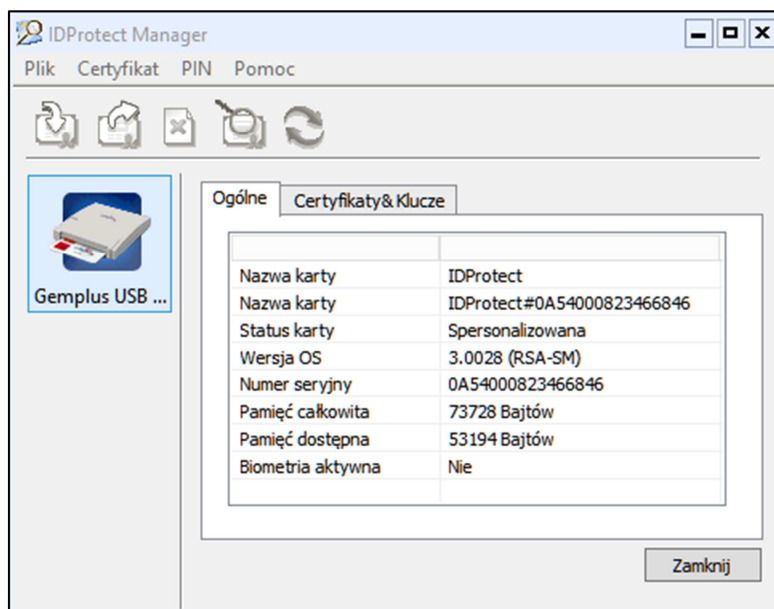 IDProtect Manager
Plik Certyfikat PIN Pomoc
Gemplus USB ...
Ogólne Certyfikaty& Klucze
Nazwa karty IDProtect
Nazwa karty IDProtect#0A54000823466846
Status karty Spersonalizowana
Wersja OS 3.0028 (RSA-SM)
Numer seryjny 0A54000823466846
Pamięć całkowita 73728 Bajtów
Pamięć dostępna 53194 Bajtów
Biometria aktywna Nie
Zamknij